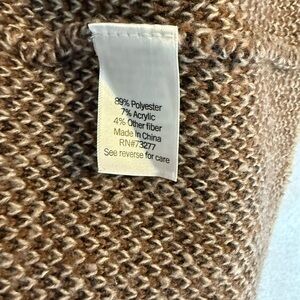 89% Polyester
7% Acrylic
4% Other fiber
Made in China
RN#73277
See reverse for care